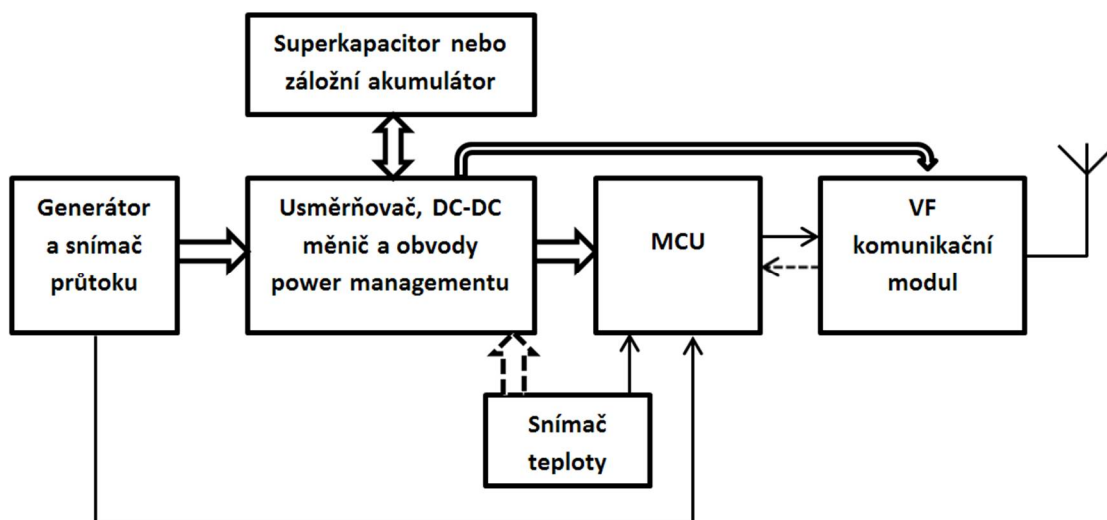 Superkapacitor nebo
záložní akumulátor
Generátor
a snímač
průtoku
Usměrňovač, DC-DC
měnič a obvody
power managementu
MCU
VF
komunikační
modul
Snímač
teploty